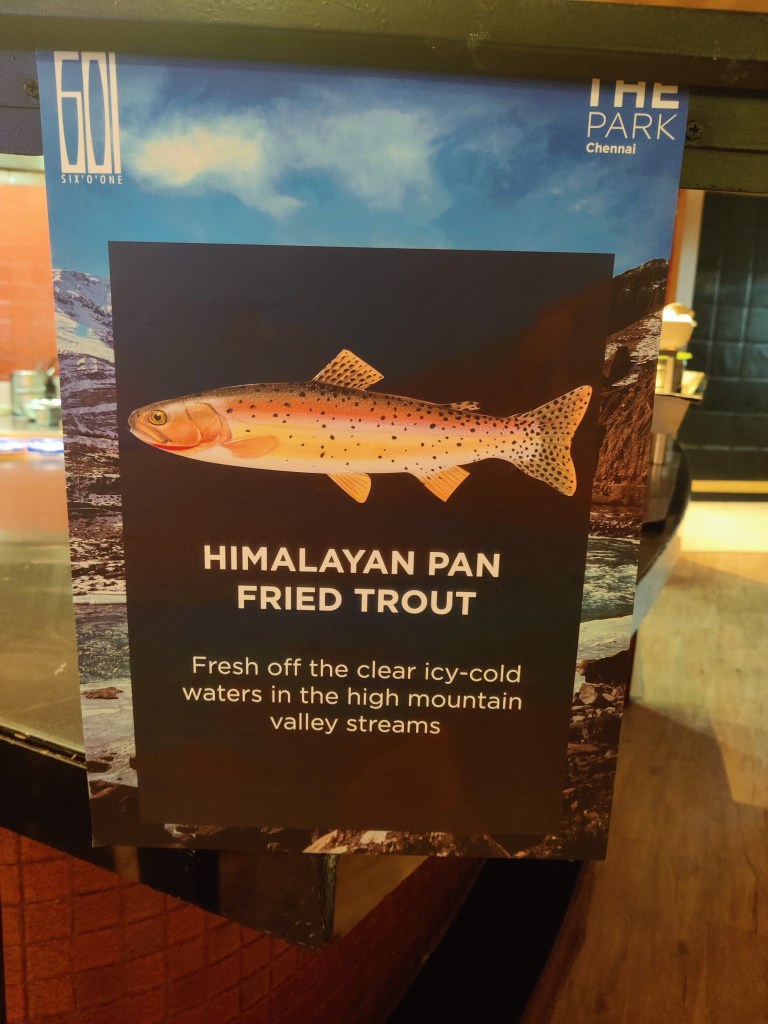 601
SIX'O'ONE
THE
PARK
Chennai
HIMALAYAN PAN
FRIED TROUT
Fresh off the clear icy-cold
waters in the high mountain
valley streams